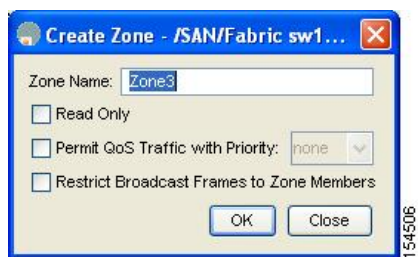 Create Zone - /SAN/Fabric sw1...
Zone Name: Zone3
Read Only
Permit QoS Traffic with Priority: none
Restrict Broadcast Frames to Zone Members
OK Close
154506